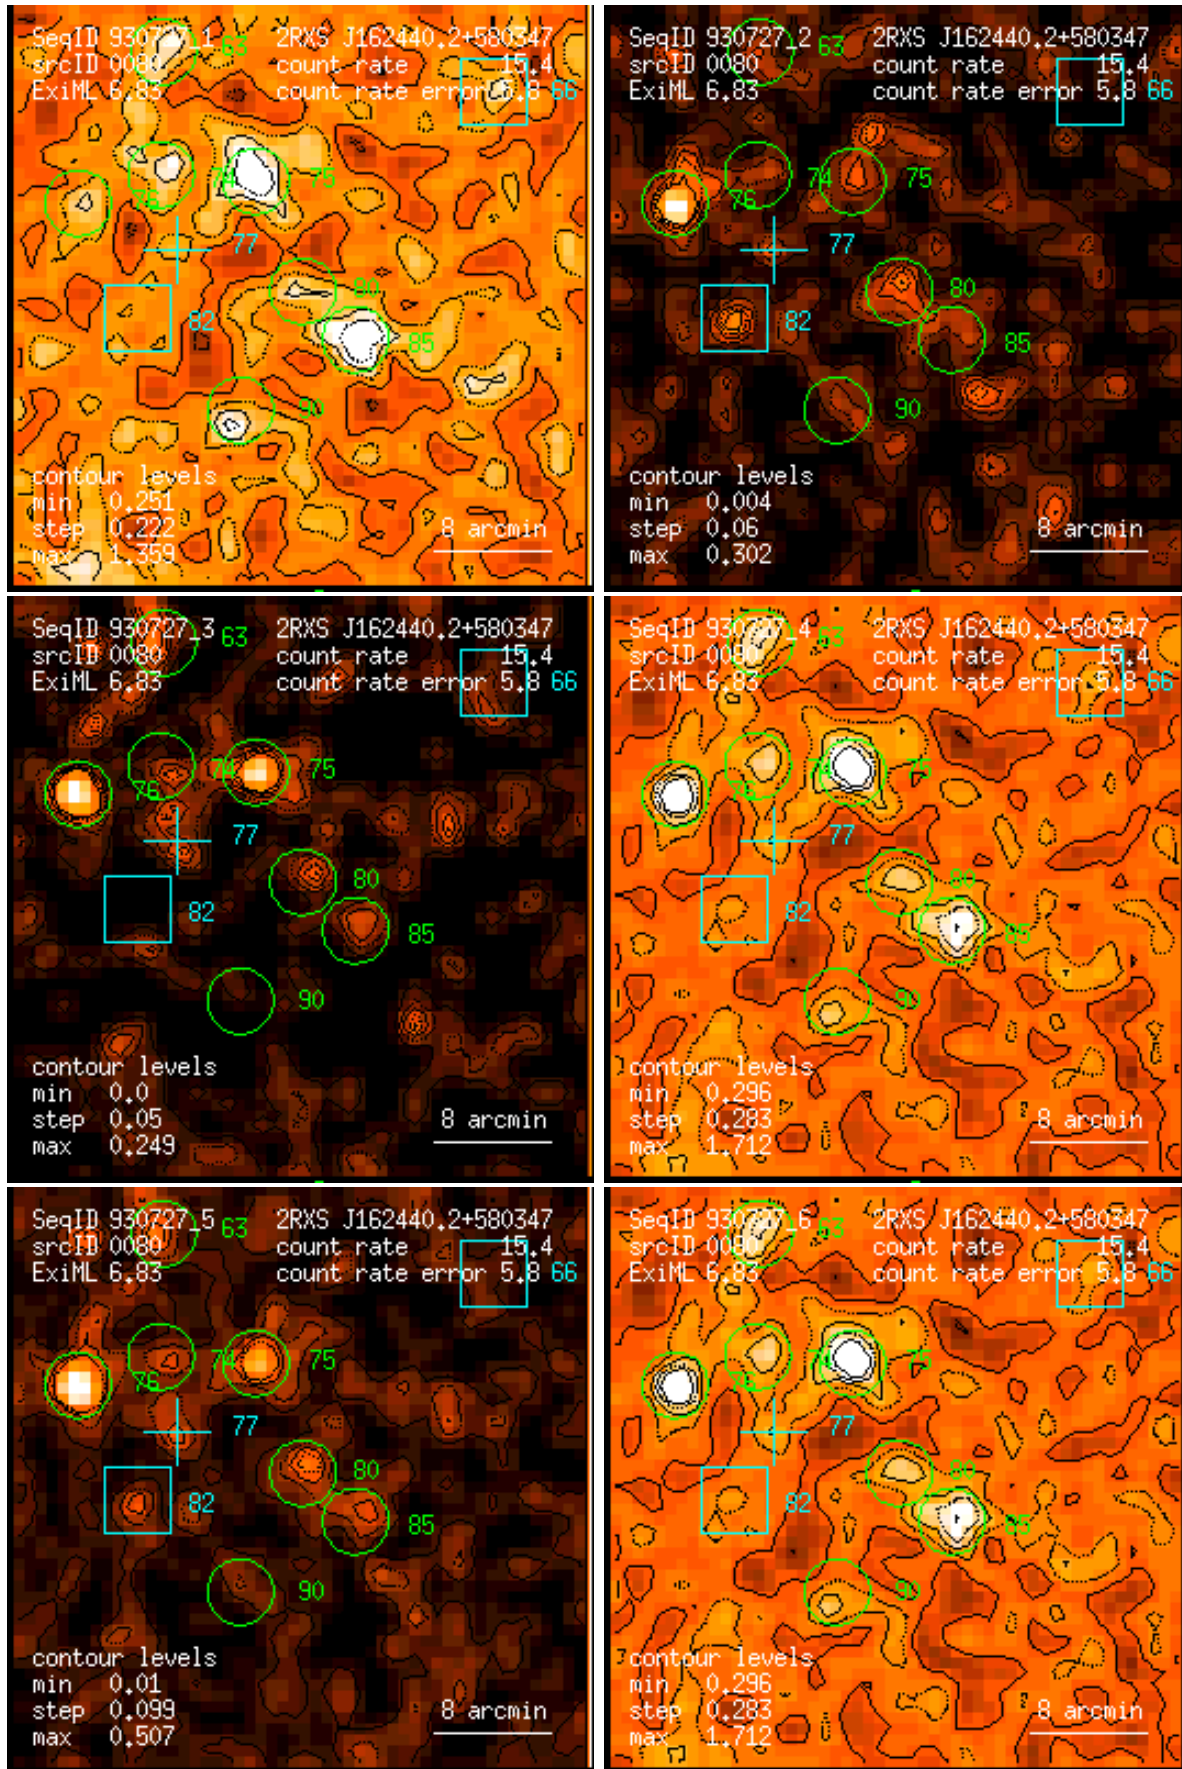 SeqID 930727_1 63 2RXS J162440.2+580347
srcID 0080 count rate 15.4
ExiML 6.83 count rate error 5.8 66
74 75
76
77
80
82
85
90
contour levels
min 0.251
step 0.222 8 arcmin
max 1.359
SeqID 930727_2 63 2RXS J162440.2+580347
srcID 0080 count rate 15.4
ExiML 6.83 count rate error 5.8 66
74 75
76
77
80
82
85
90
contour levels
min 0.004
step 0.06 8 arcmin
max 0.302
SeqID 930727_3 63 2RXS J162440.2+580347
srcID 0080 count rate 15.4
ExiML 6.83 count rate error 5.8 66
74 75
76
77
80
82
85
90
contour levels
min 0.0
step 0.05 8 arcmin
max 0.249
SeqID 930727_4 63 2RXS J162440.2+580347
srcID 0080 count rate 15.4
ExiML 6.83 count rate error 5.8 66
74 75
76
77
80
82
85
90
contour levels
min 0.296
step 0.283 8 arcmin
max 1.712
SeqID 930727_5 63 2RXS J162440.2+580347
srcID 0080 count rate 15.4
ExiML 6.83 count rate error 5.8 66
74 75
76
77
80
82
85
90
contour levels
min 0.01
step 0.099 8 arcmin
max 0.507
SeqID 930727_6 63 2RXS J162440.2+580347
srcID 0080 count rate 15.4
ExiML 6.83 count rate error 5.8 66
74 75
76
77
80
82
85
90
contour levels
min 0.296
step 0.283 8 arcmin
max 1.712